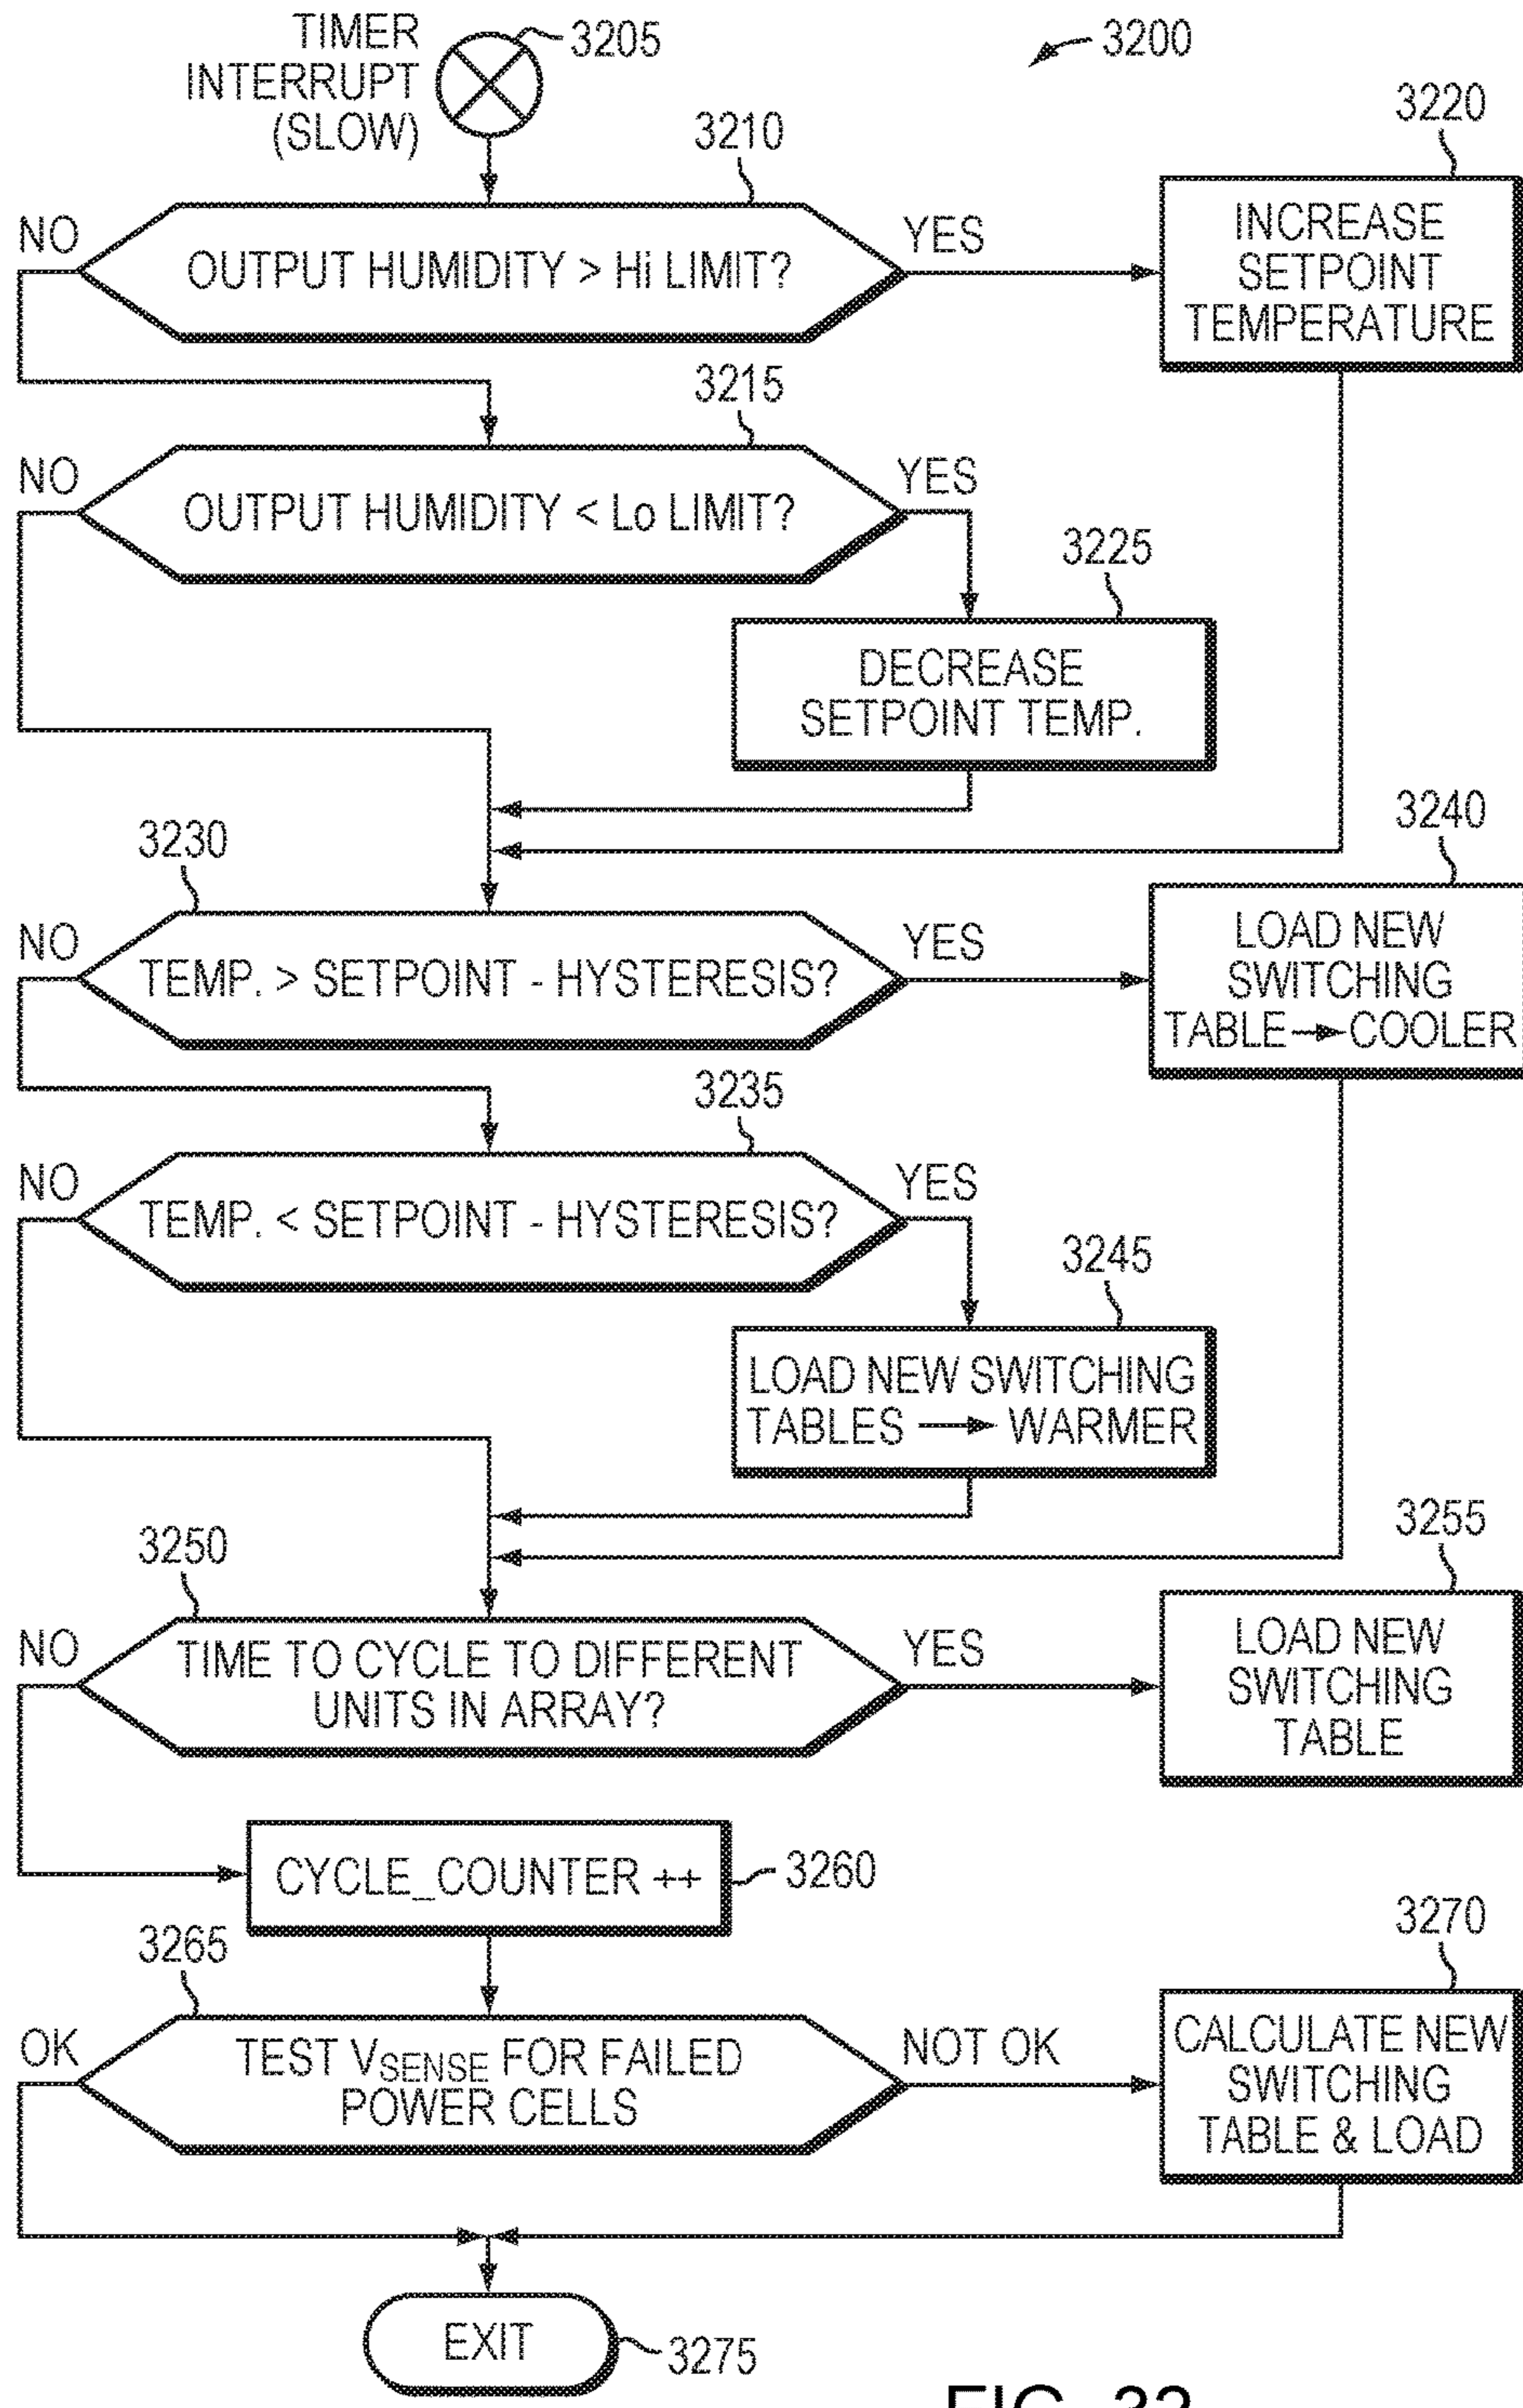 TIMER
INTERRUPT
(SLOW)
3205
3200
3210
3220
NO
OUTPUT HUMIDITY > Hi LIMIT?
YES
INCREASE
SETPOINT
TEMPERATURE
3215
NO
OUTPUT HUMIDITY < Lo LIMIT?
YES
3225
DECREASE
SETPOINT TEMP.
3230
3240
NO
TEMP. > SETPOINT - HYSTERESIS?
YES
LOAD NEW
SWITCHING
TABLE → COOLER
3235
NO
TEMP. < SETPOINT - HYSTERESIS?
YES
3245
LOAD NEW SWITCHING
TABLES → WARMER
3250
3255
NO
TIME TO CYCLE TO DIFFERENT
UNITS IN ARRAY?
YES
LOAD NEW
SWITCHING
TABLE
CYCLE_COUNTER ++
3260
3265
3270
OK
TEST VSENSE FOR FAILED
POWER CELLS
NOT OK
CALCULATE NEW
SWITCHING
TABLE & LOAD
EXIT
3275
FIG. 32